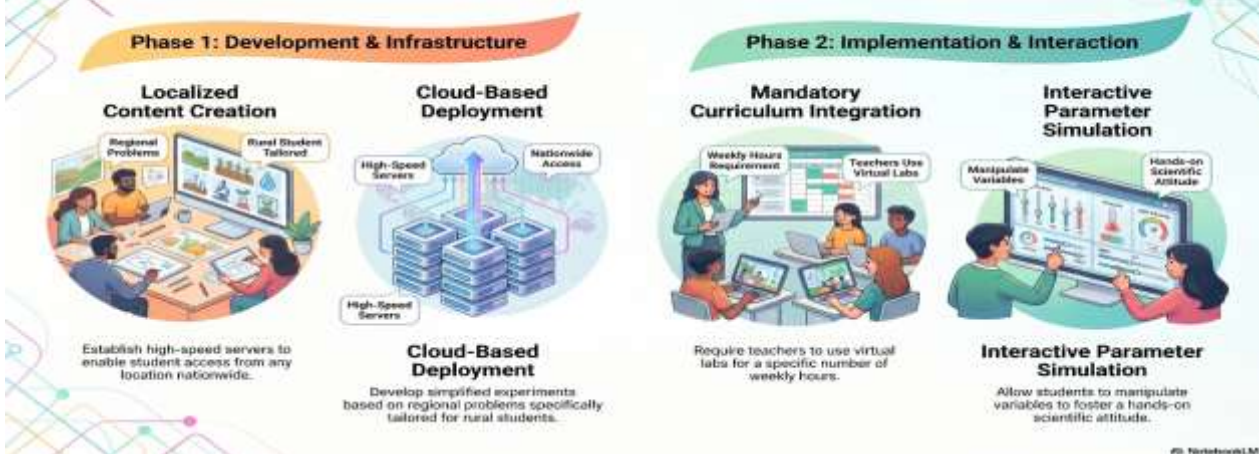 Phase 1: Development & Infrastructure
Localized
Content Creation
Regional
Problems
Rural Student
Tailored
Establish high-speed servers to
enable student access from any
location nationwide.
Cloud-Based
Deployment
High-Speed
Servers
Nationwide
Access
High-Speed
Servers
Cloud-Based
Deployment
Develop simplified experiments
based on regional problems specifically
tailored for rural students.
Phase 2: Implementation & Interaction
Mandatory
Curriculum Integration
Weekly Hours
Requirement
Teachers Use
Virtual Labs
Require teachers to use virtual
labs for a specific number of
weekly hours.
Interactive
Parameter
Simulation
Manipulate
Variables
Hands-on
Scientific
Attitude
Interactive Parameter
Simulation
Allow students to manipulate
variables to foster a hands-on
scientific attitude.
NotebookLM